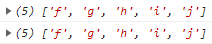 ▸ (5) ['f', 'g', 'h', 'i', 'j']
▸ (5) ['f', 'g', 'h', 'i', 'j']